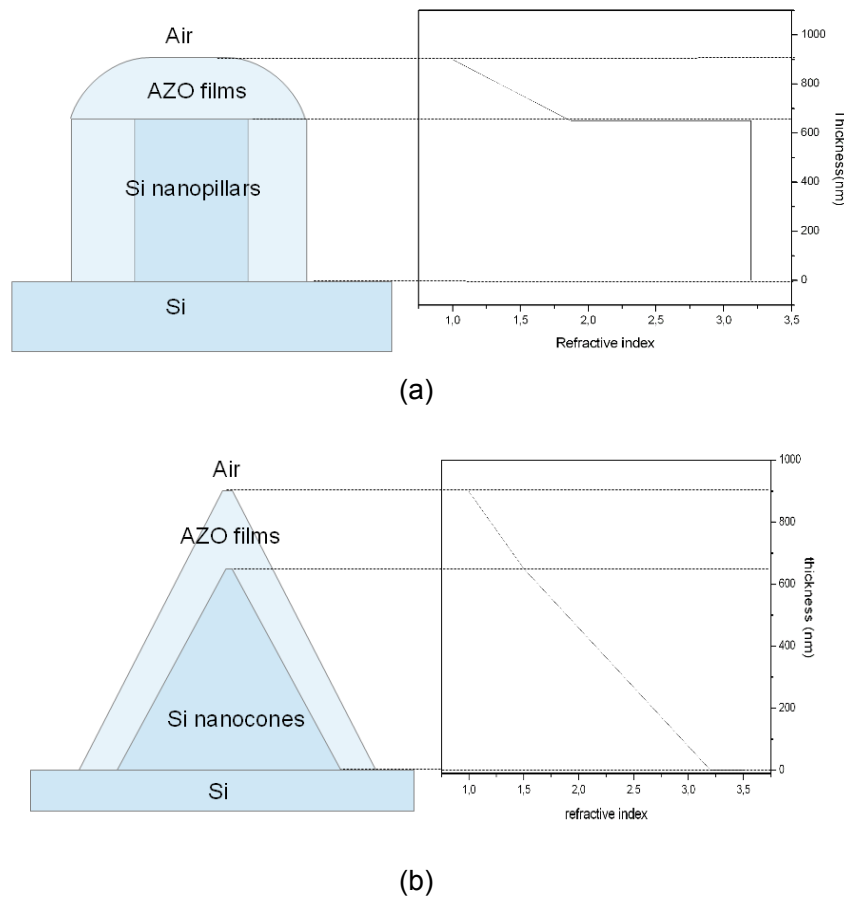 Air
AZO films
Si nanopillars
Si
1000
800
600
400
200
0
Thickness(nm)
1,0 1,5 2,0 2,5 3,0 3,5
Refractive index
(a)
Air
AZO films
Si nanocones
Si
1000
800
600
400
200
0
thickness (nm)
1,0 1,5 2,0 2,5 3,0 3,5
refractive index
(b)